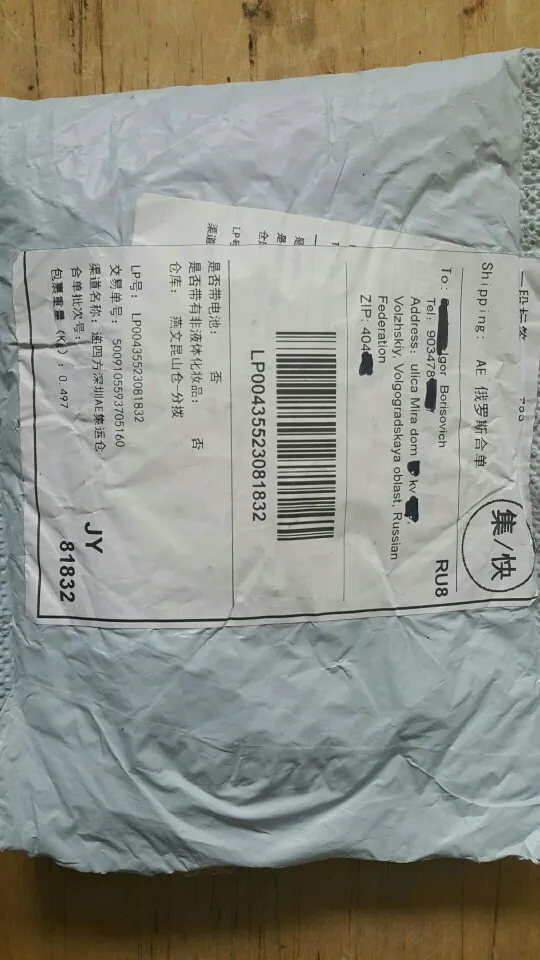 Shipping: AE 俄罗斯合单
集/快
To: Igor Borisovich
RU8
Tel: 903478
Address: ulica Mira dom kv
Volzhskiy, Volgogradskaya oblast, Russian
Federation
ZIP: 404
LP00435523081832
是否带电池: 否
是否带有非液体化妆品: 否
仓库: 燕文昆山仓-分拨
LP号: LP00435523081832
交易单号: 5009105593705160
渠道名称: 递四方深圳AE集运仓
合单批次号:
包裹重量 (KG): 0.497
JY
81832